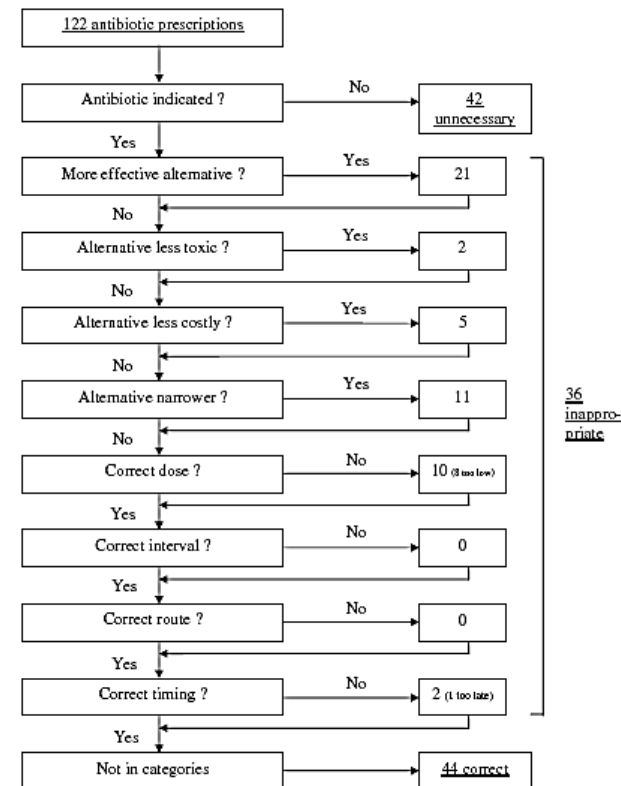 122 antibiotic prescriptions
Antibiotic indicated ?
No
42
unnecessary
Yes
More effective alternative ?
Yes
21
No
Alternative less toxic ?
Yes
2
No
Alternative less costly ?
Yes
5
No
Alternative narrower ?
Yes
11
36
inappro-
priate
No
Correct dose ?
No
10 (8 too low)
Yes
Correct interval ?
No
0
Yes
Correct route ?
No
0
Yes
Correct timing ?
No
2 (1 too late)
Yes
Not in categories
44 correct